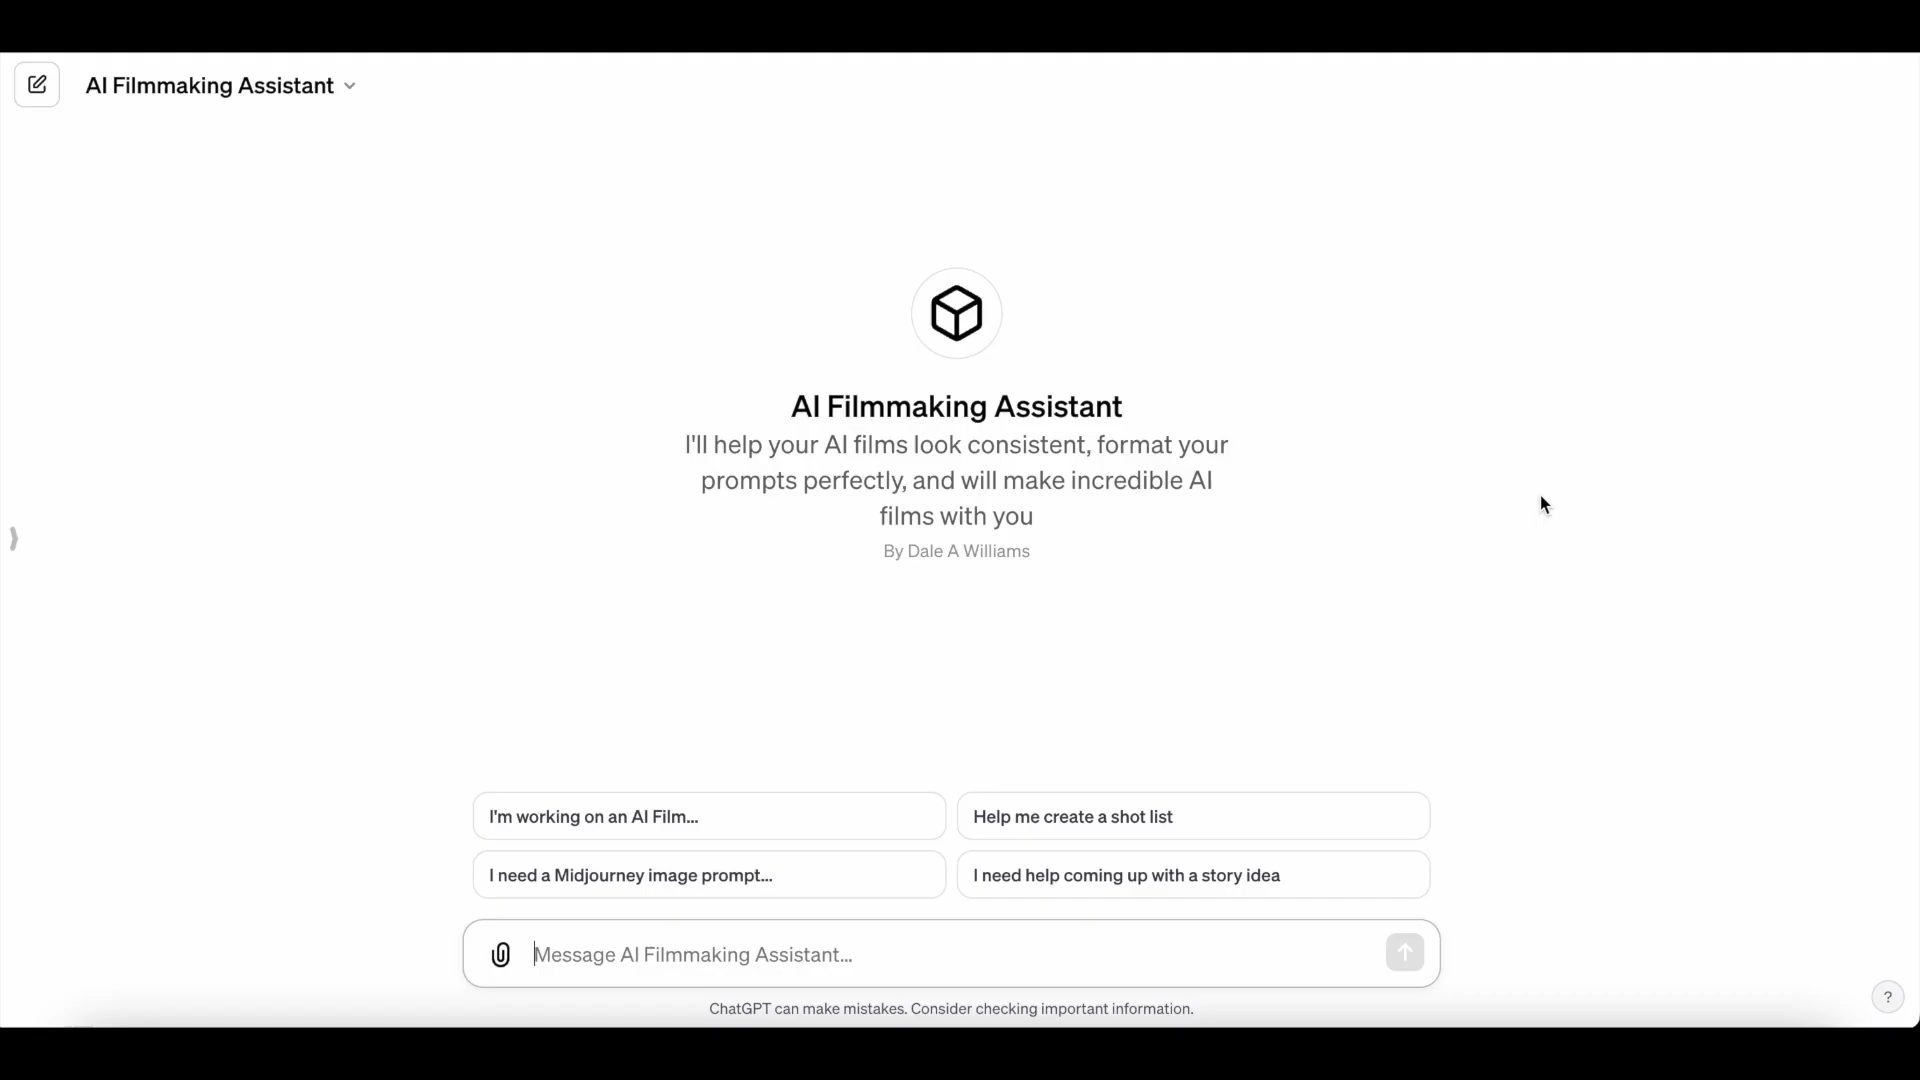 AI Filmmaking Assistant
AI Filmmaking Assistant
I'll help your AI films look consistent, format your
prompts perfectly, and will make incredible AI
films with you
By Dale A Williams
I'm working on an AI Film...
Help me create a shot list
I need a Midjourney image prompt...
I need help coming up with a story idea
Message AI Filmmaking Assistant...
ChatGPT can make mistakes. Consider checking important information.
?